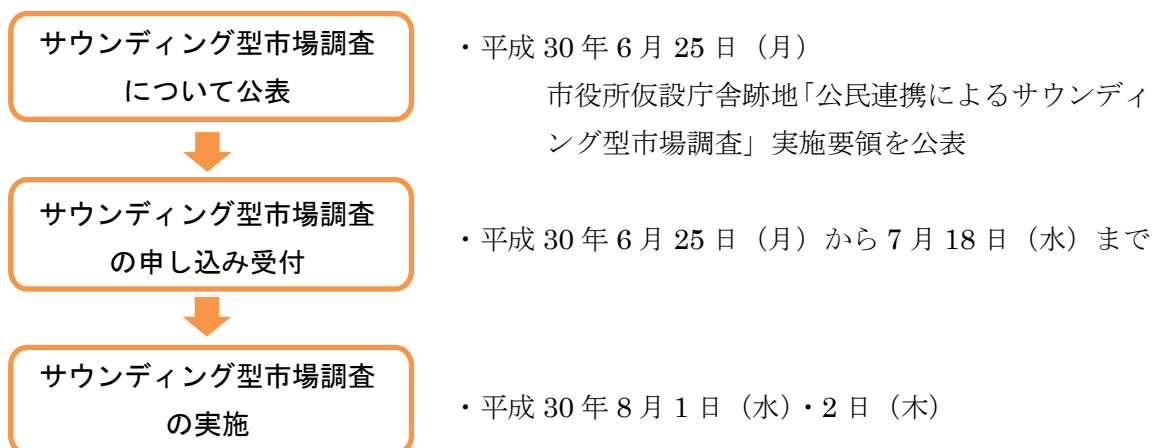 サウンディング型市場調査
について公表
・平成 30 年 6 月 25 日（月）
市役所仮設庁舎跡地「公民連携によるサウンディ
ング型市場調査」実施要領を公表
サウンディング型市場調査
の申し込み受付
・平成 30 年 6 月 25 日（月）から 7 月 18 日（水）まで
サウンディング型市場調査
の実施
・平成 30 年 8 月 1 日（水）・2 日（木）